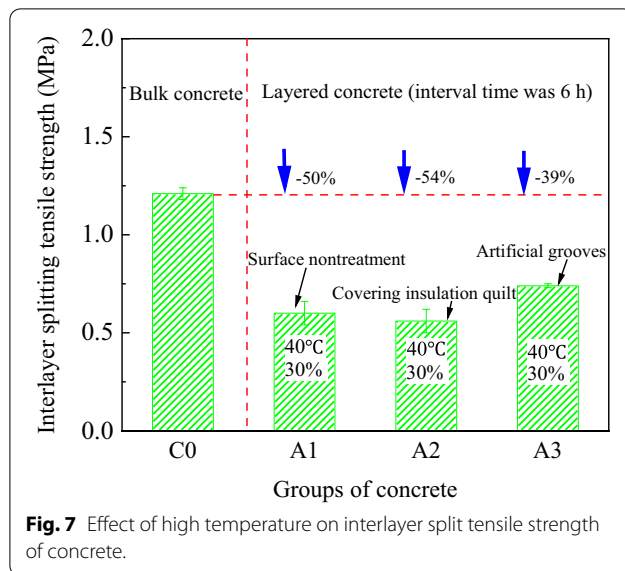 Interlayer splitting tensile strength (MPa)
2.0
1.5
1.0
0.5
0.0
Bulk concrete
Layered concrete (interval time was 6 h)
-50%
-54%
-39%
Surface nontreatment
Covering insulation quilt
Artificial grooves
40℃
30%
40℃
30%
40℃
30%
C0
A1
A2
A3
Groups of concrete
Fig. 7 Effect of high temperature on interlayer split tensile strength
of concrete.